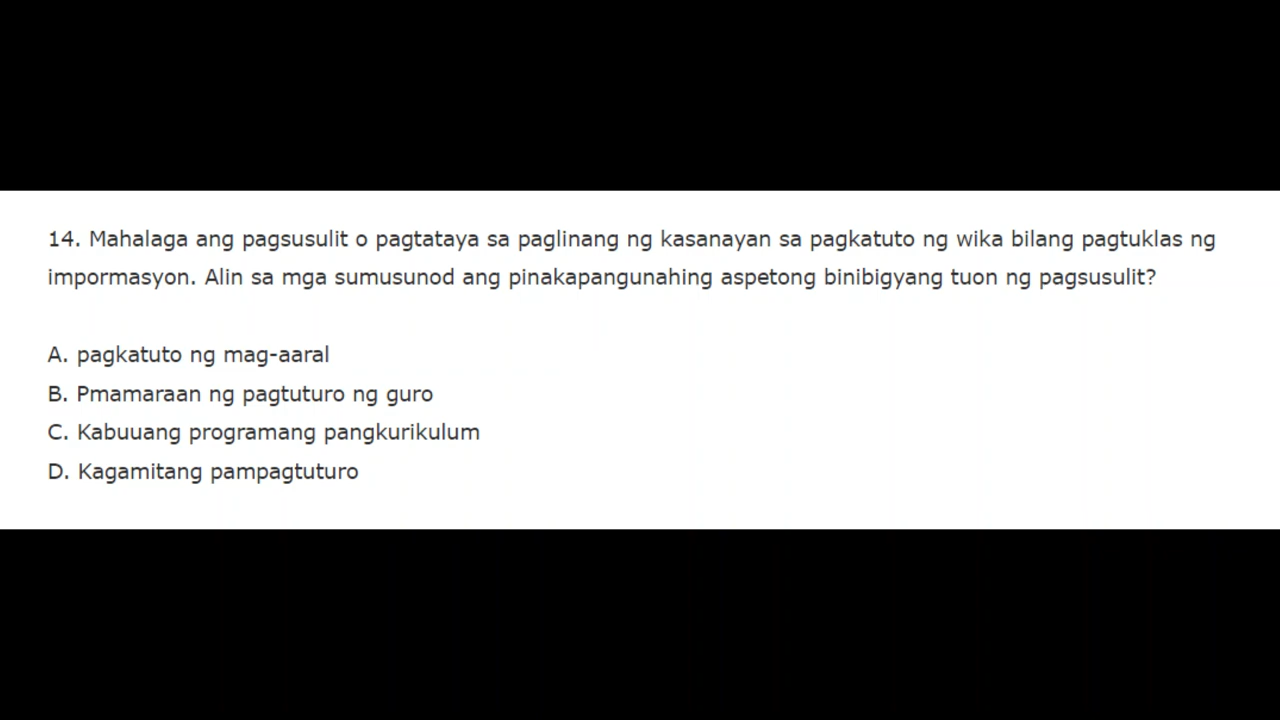 14. Mahalaga ang pagsusulit o pagtataya sa paglinang ng kasanayan sa pagkatuto ng wika bilang pagtuklas ng
impormasyon. Alin sa mga sumusunod ang pinakapangunahing aspetong binibigyang tuon ng pagsusulit?
A. pagkatuto ng mag-aaral
B. Pmamaraan ng pagtuturo ng guro
C. Kabuuang programang pangkurikulum
D. Kagamitang pampagtuturo